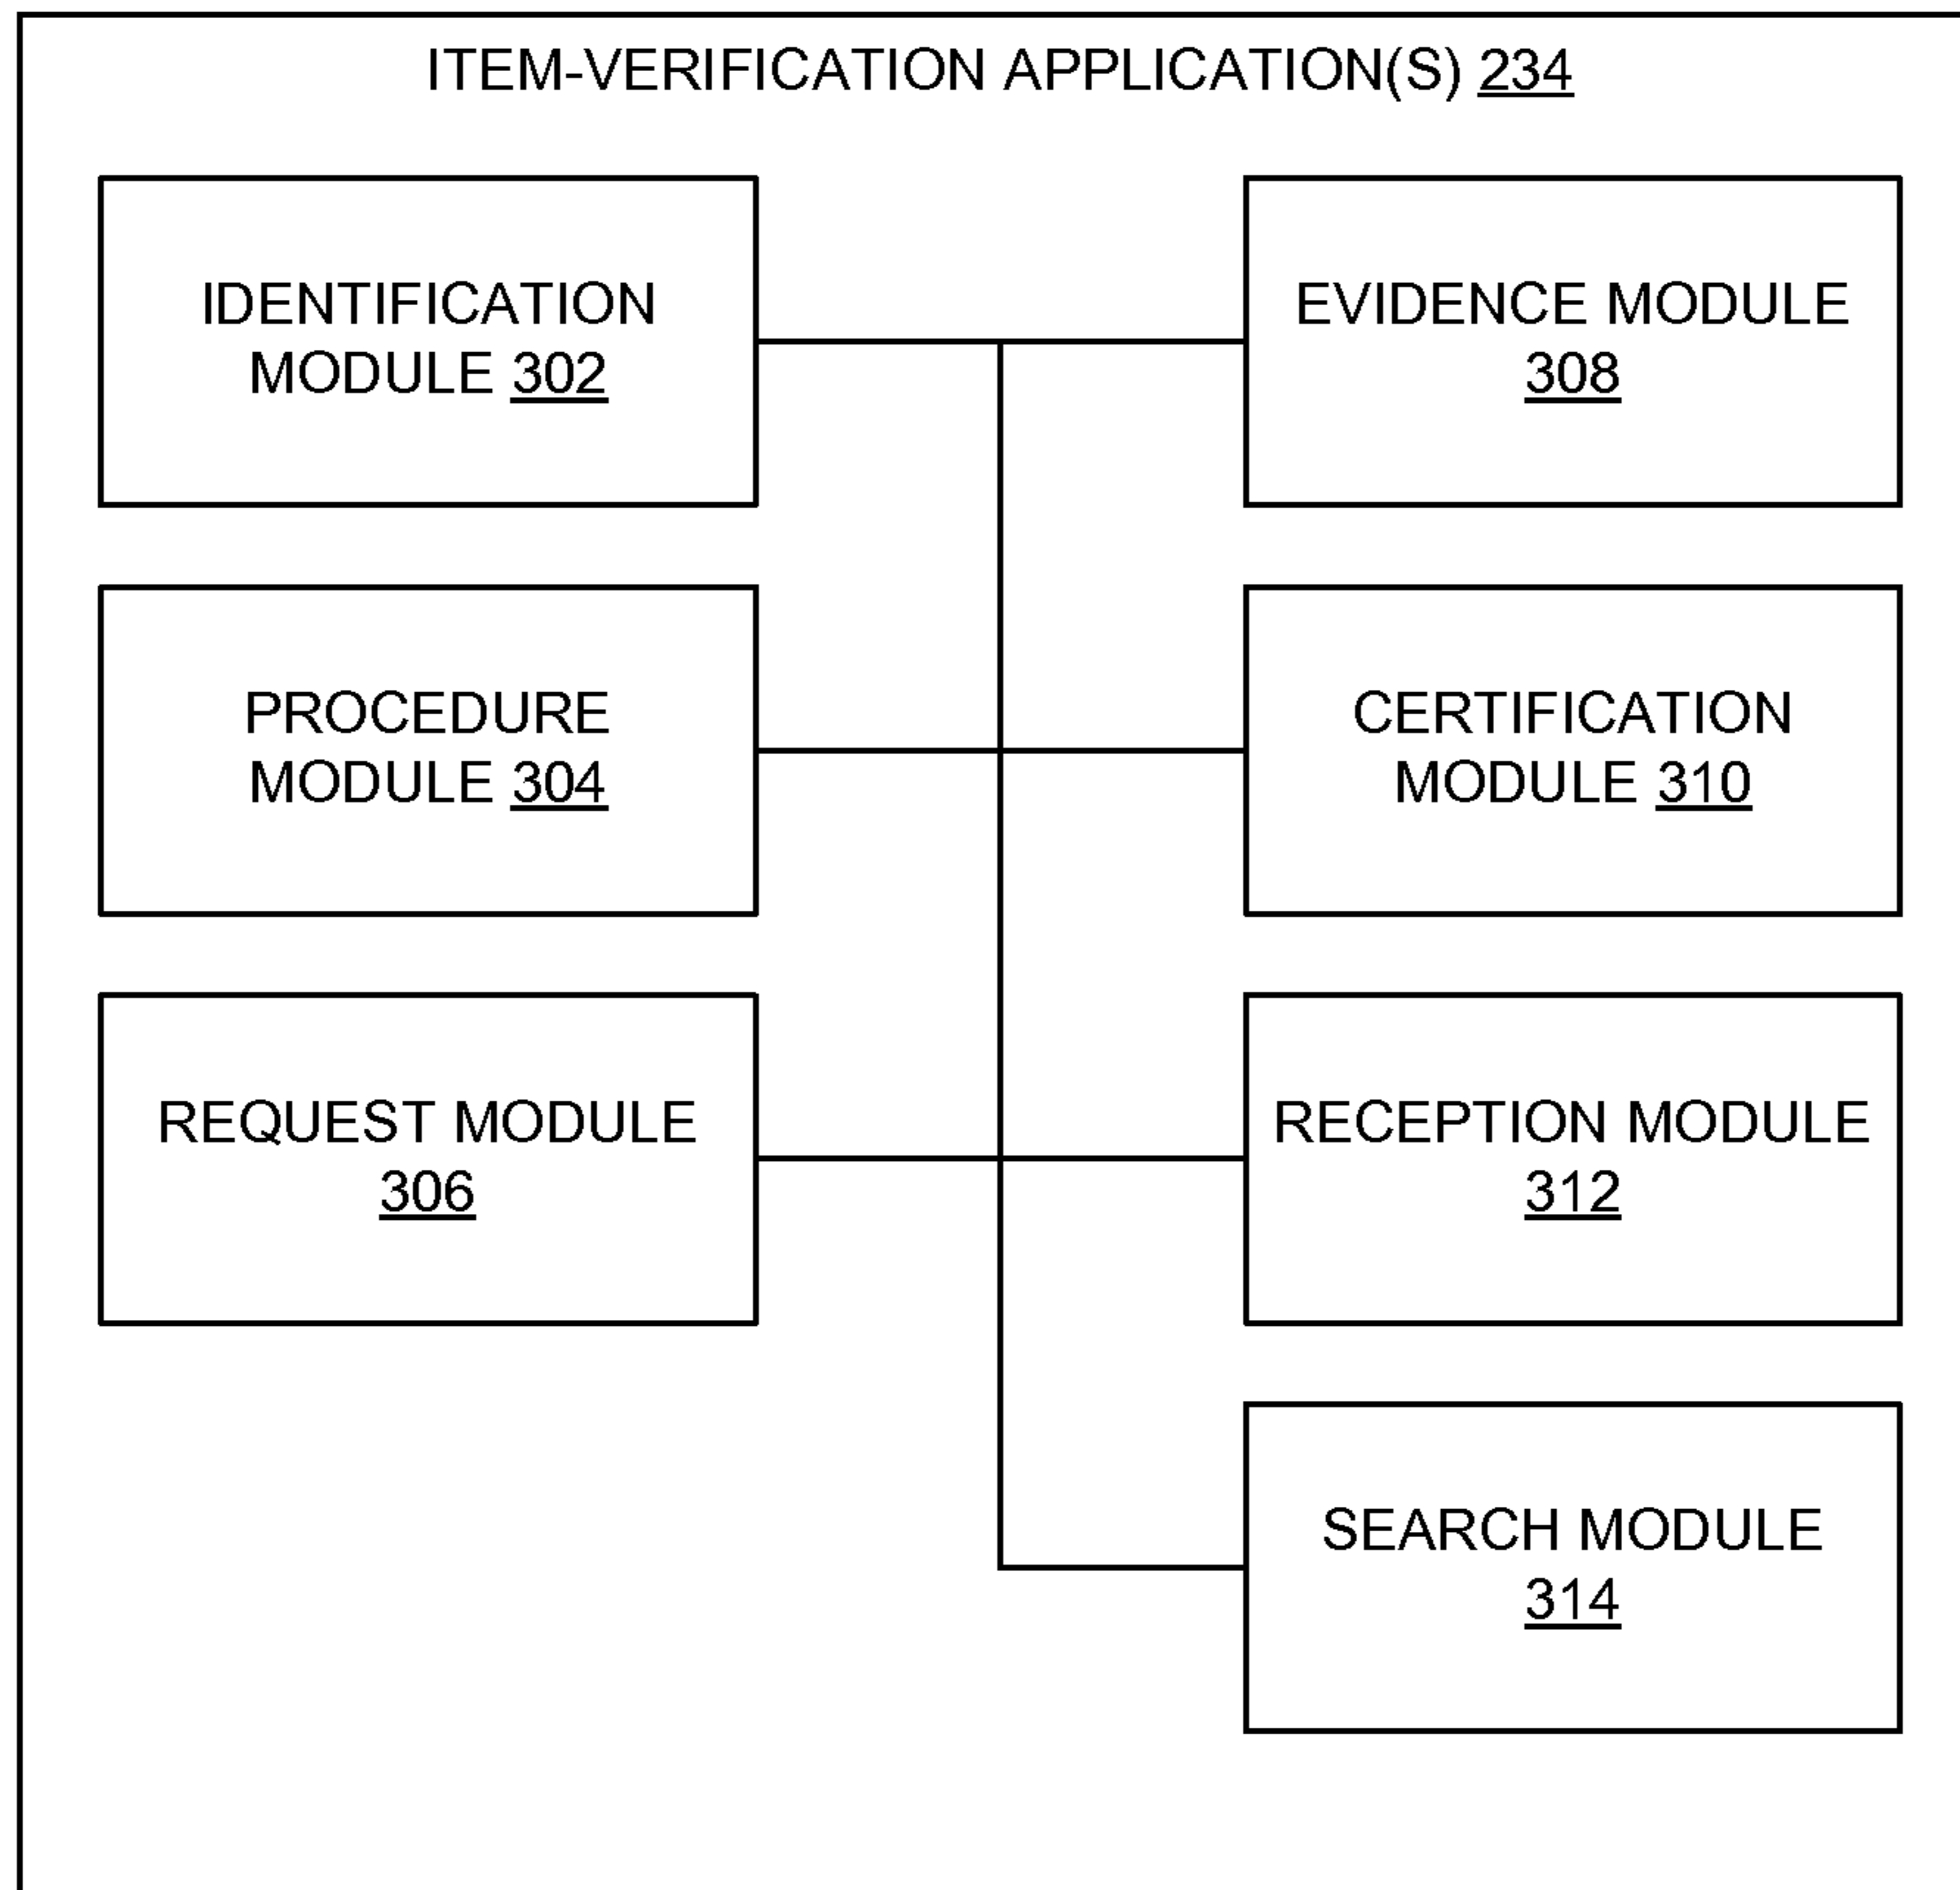 ITEM-VERIFICATION APPLICATION(S) 234
IDENTIFICATION
MODULE 302
EVIDENCE MODULE
308
PROCEDURE
MODULE 304
CERTIFICATION
MODULE 310
REQUEST MODULE
306
RECEPTION MODULE
312
SEARCH MODULE
314